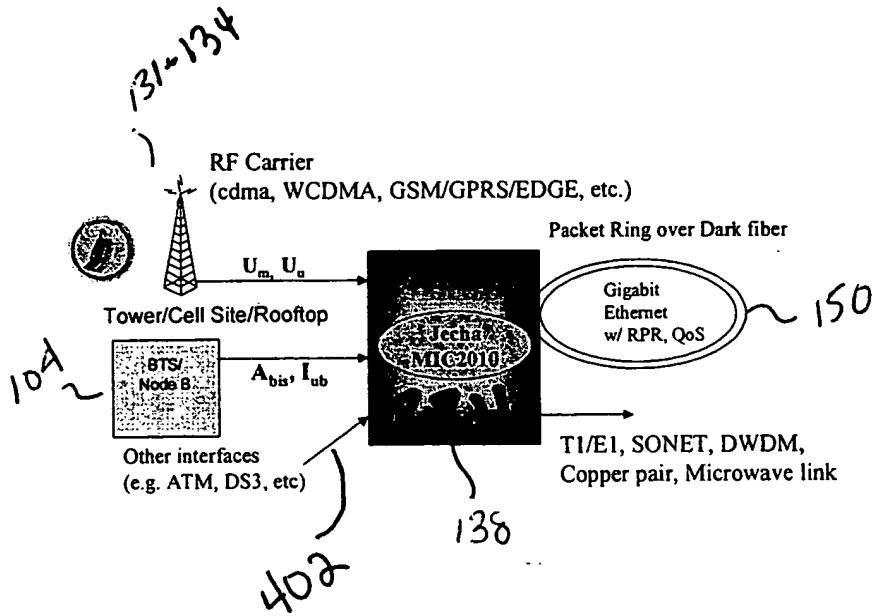 131-134
RF Carrier
(cdma, WCDMA, GSM/GPRS/EDGE, etc.)
Packet Ring over Dark fiber
Um, Uu
Gigabit
Ethernet
w/ RPR, QoS
150
Tower/Cell Site/Rooftop
Jecha
MIC2010
104
BTS/
Node B
Abis, Iub
Other interfaces
(e.g. ATM, DS3, etc)
T1/E1, SONET, DWDM,
Copper pair, Microwave link
402
138